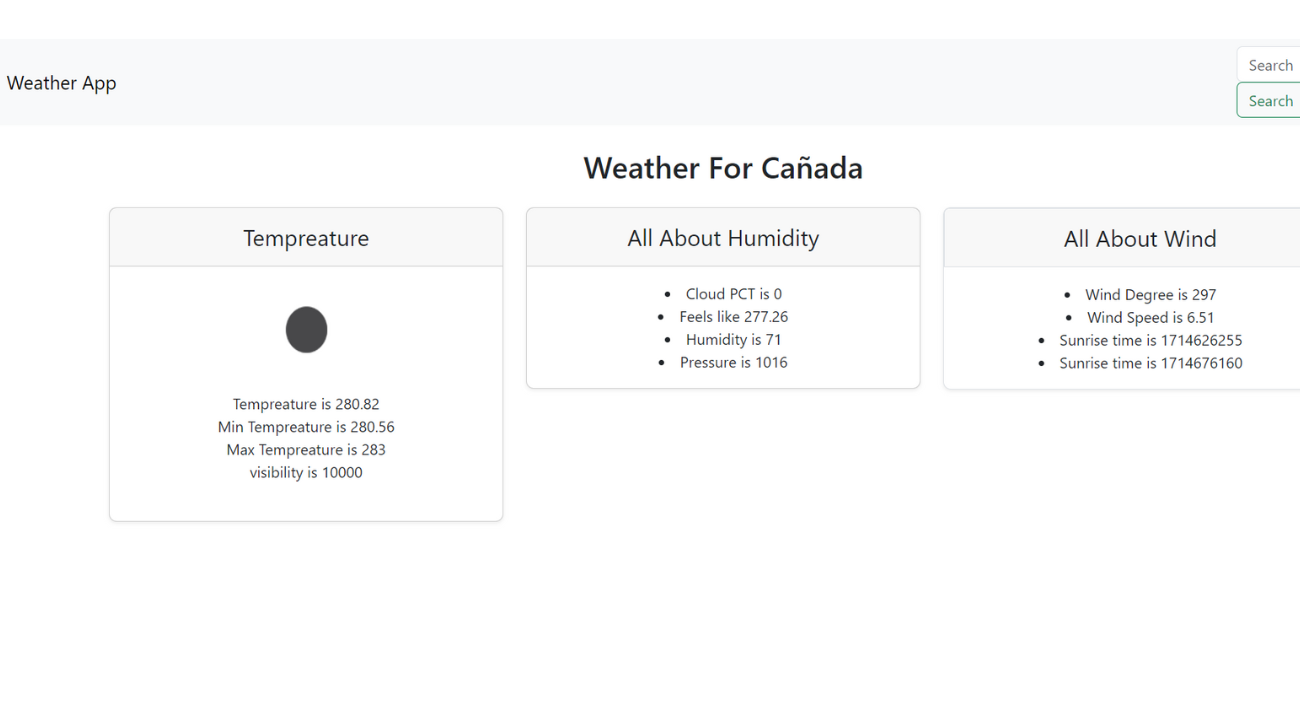 Weather App
Search
Search
Weather For Cañada
Tempreature
Tempreature is 280.82
Min Tempreature is 280.56
Max Tempreature is 283
visibility is 10000
All About Humidity
Cloud PCT is 0
Feels like 277.26
Humidity is 71
Pressure is 1016
All About Wind
Wind Degree is 297
Wind Speed is 6.51
Sunrise time is 1714626255
Sunrise time is 1714676160